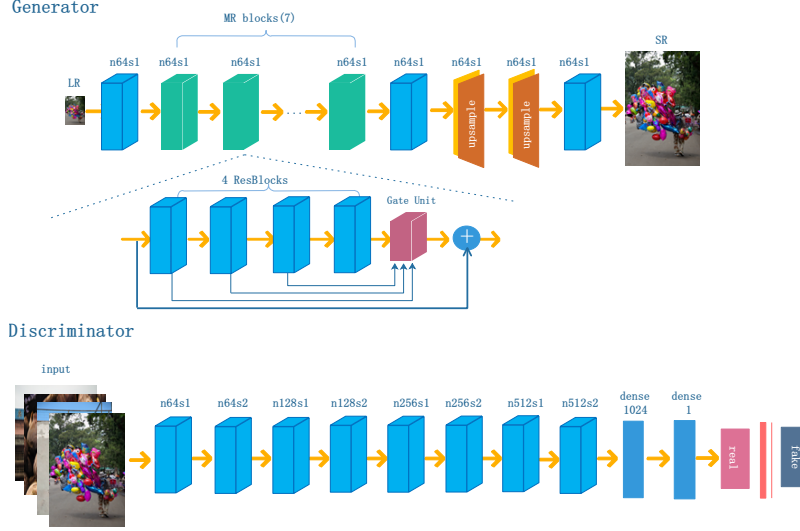 Generator
MR blocks(7)
SR
LR
n64s1 n64s1 n64s1 n64s1 n64s1 n64s1 n64s1 n64s1
upsample upsample
...
4 ResBlocks
Gate Unit
+
Discriminator
input
n64s1 n64s2 n128s1 n128s2 n256s1 n256s2 n512s1 n512s2
dense
1024
dense
1
real
fake